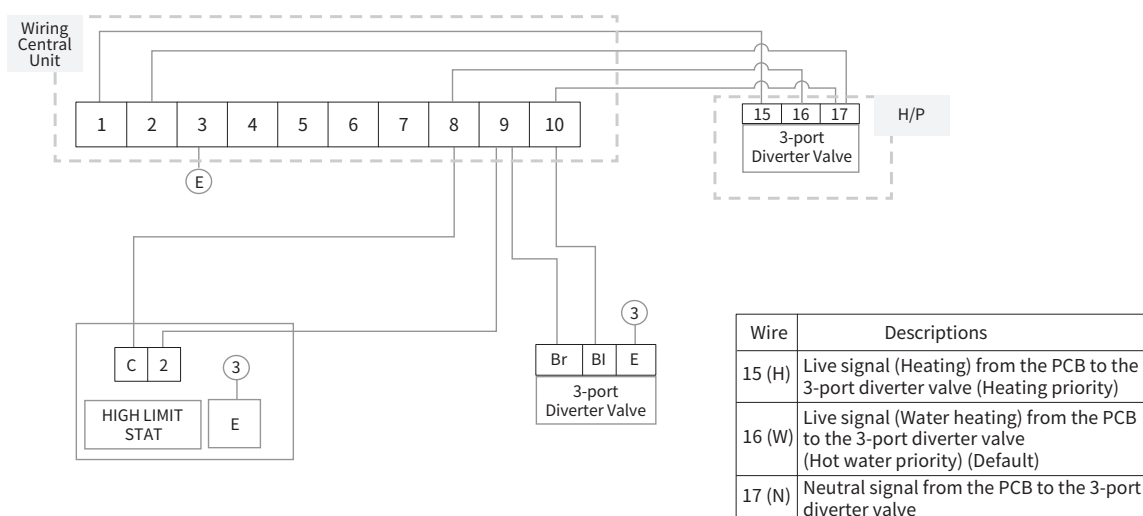 Wiring
Central
Unit
1 2 3 4 5 6 7 8 9 10
E
15 16 17
3-port
Diverter Valve
H/P
C 2
3
HIGH LIMIT
STAT
E
3
Br Bl E
3-port
Diverter Valve
Wire Descriptions
15 (H) Live signal (Heating) from the PCB to the
3-port diverter valve (Heating priority)
16 (W) Live signal (Water heating) from the PCB
to the 3-port diverter valve
(Hot water priority) (Default)
17 (N) Neutral signal from the PCB to the 3-port
diverter valve